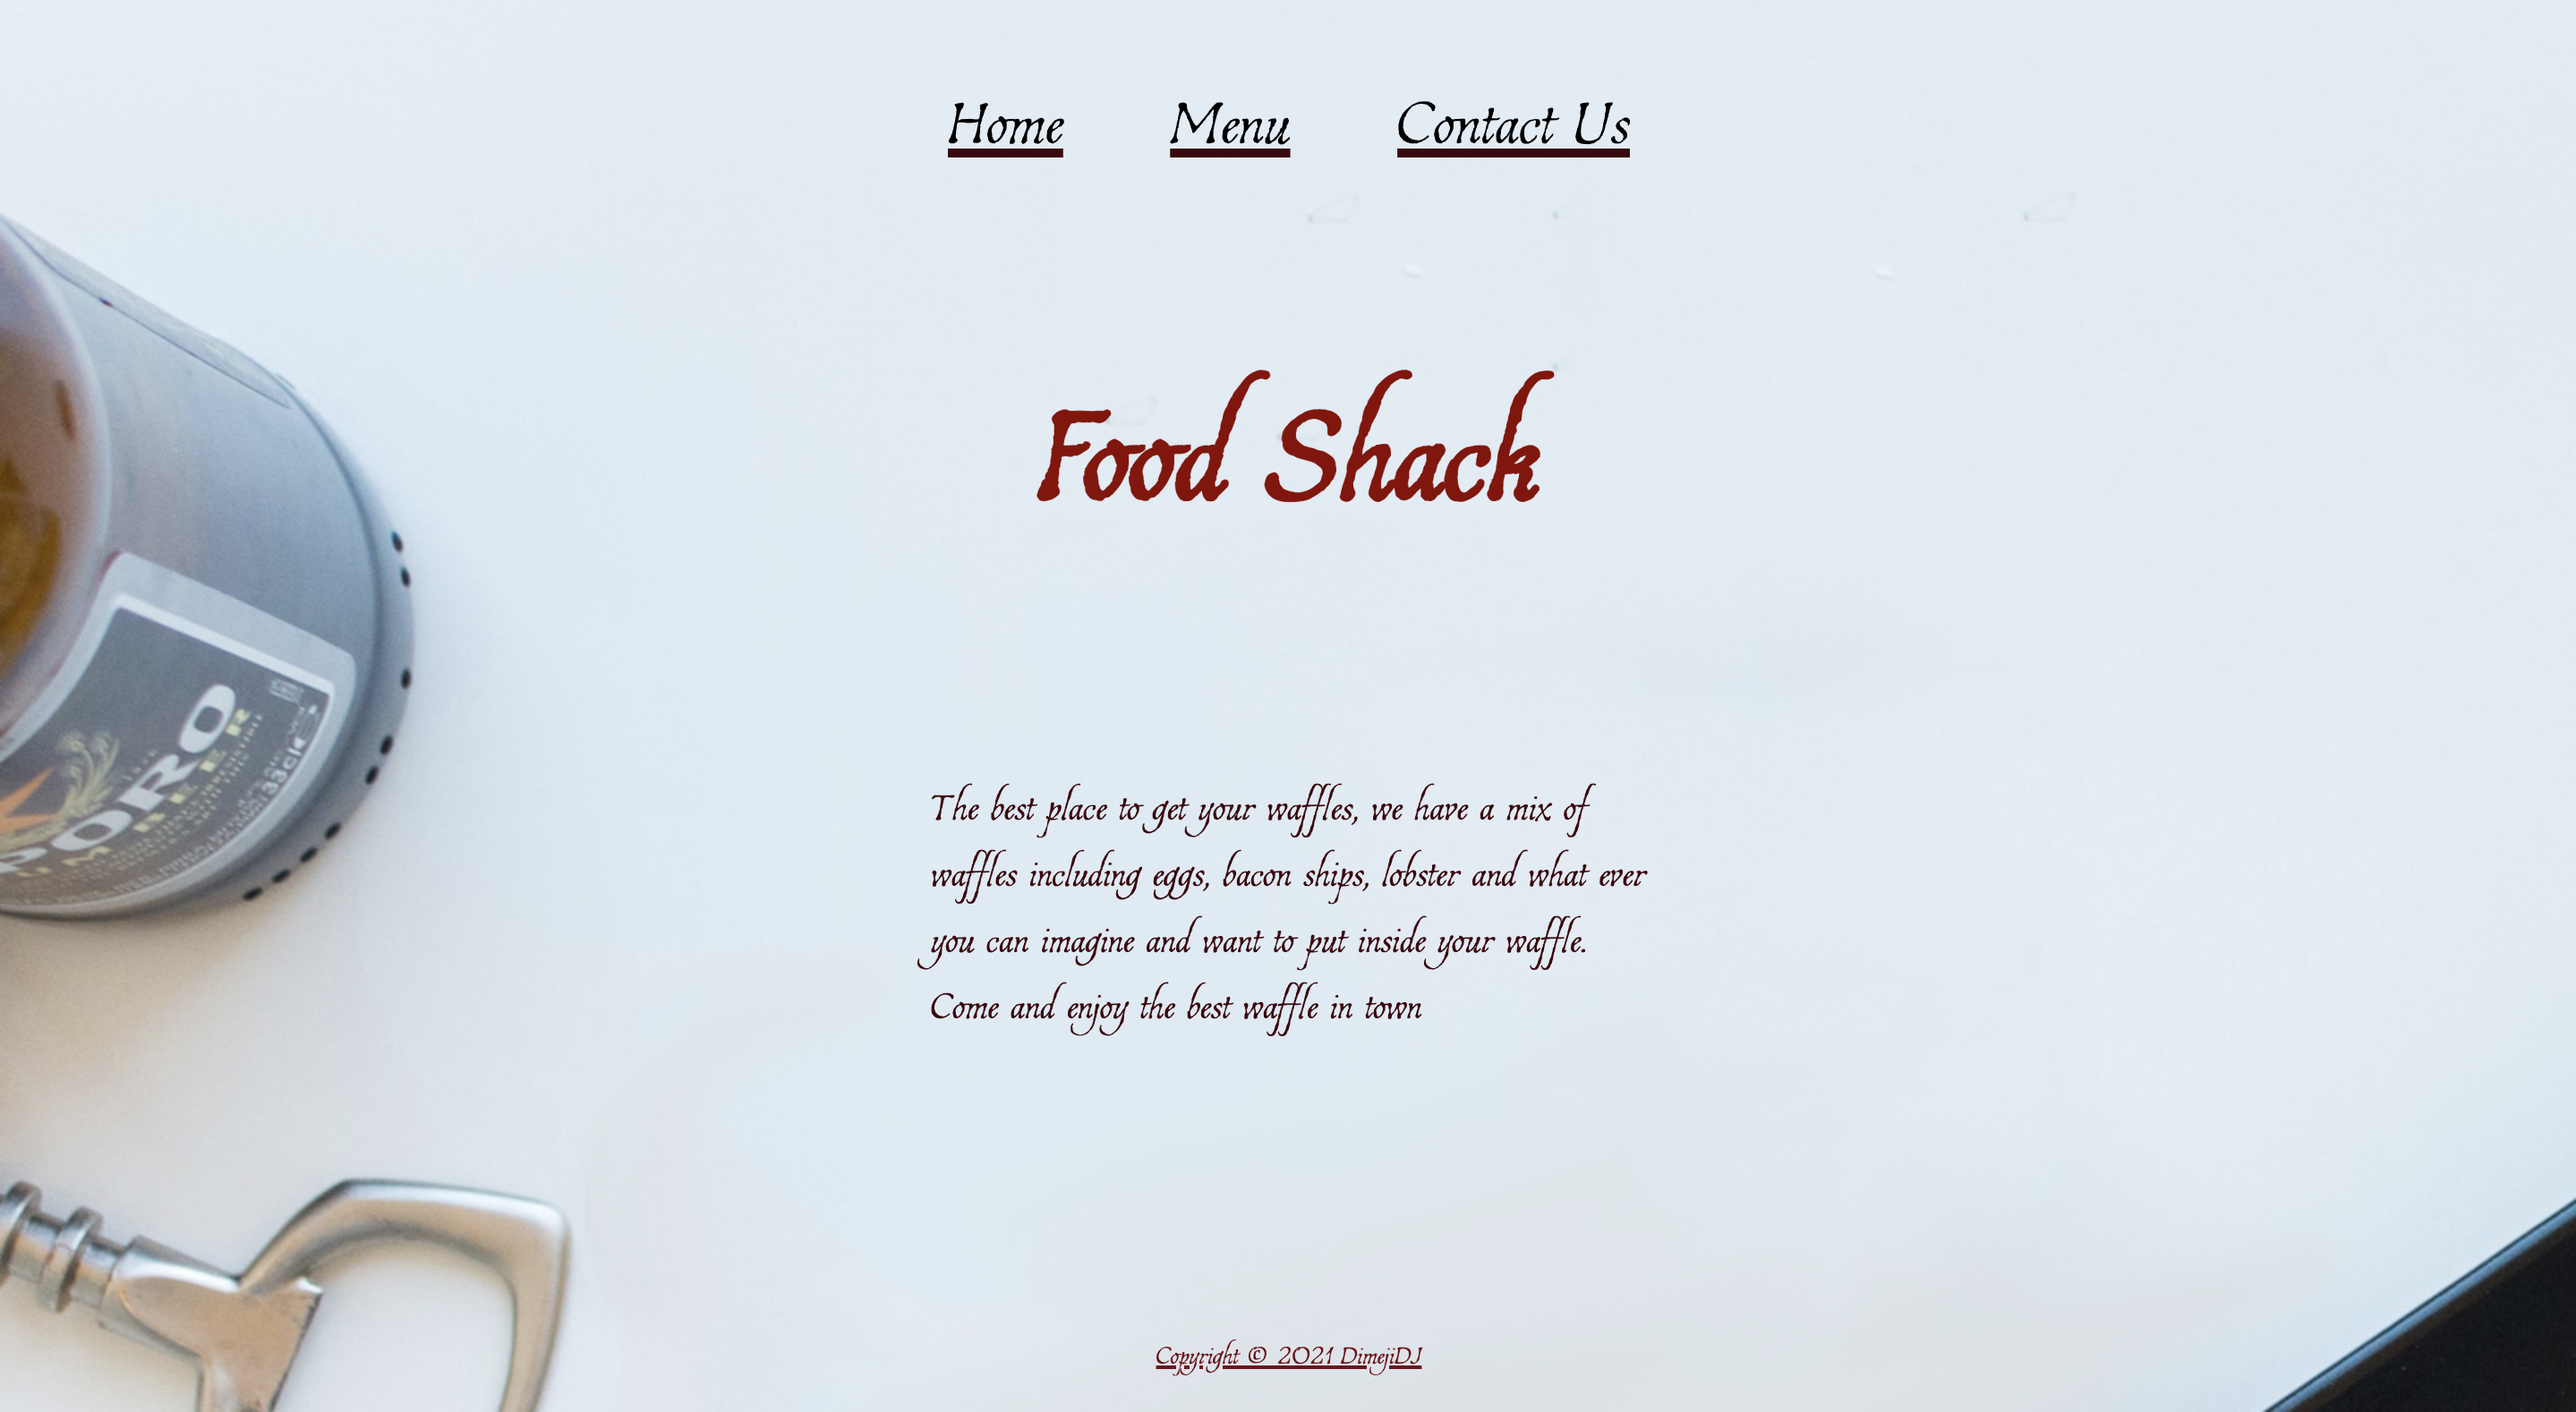 Home Menu Contact Us
Food Shack
The best place to get your waffles, we have a mix of
waffles including eggs, bacon ships, lobster and what ever
you can imagine and want to put inside your waffle.
Come and enjoy the best waffle in town
PORO
33cl
Copyright © 2021 DimejiDJ